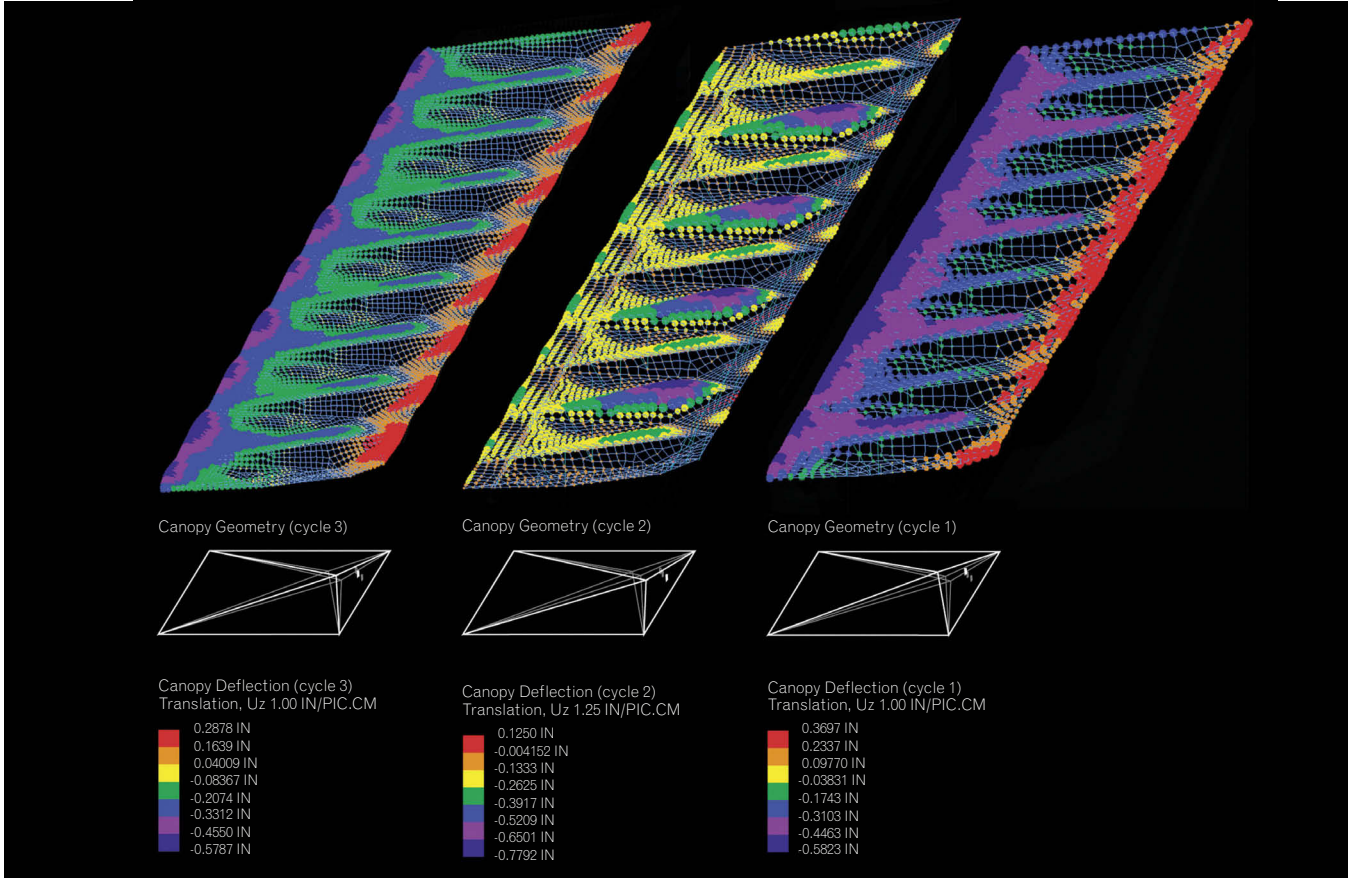 Canopy Geometry (cycle 3)
Canopy Geometry (cycle 2)
Canopy Geometry (cycle 1)
Canopy Deflection (cycle 3)
Translation, Uz 1.00 IN/PIC.CM
0.2878 IN
0.1639 IN
0.04009 IN
-0.08367 IN
-0.2074 IN
-0.3312 IN
-0.4550 IN
-0.5787 IN
Canopy Deflection (cycle 2)
Translation, Uz 1.25 IN/PIC.CM
0.1250 IN
-0.004152 IN
-0.1333 IN
-0.2625 IN
-0.3917 IN
-0.5209 IN
-0.6501 IN
-0.7792 IN
Canopy Deflection (cycle 1)
Translation, Uz 1.00 IN/PIC.CM
0.3697 IN
0.2337 IN
0.09770 IN
-0.03831 IN
-0.1743 IN
-0.3103 IN
-0.4463 IN
-0.5823 IN